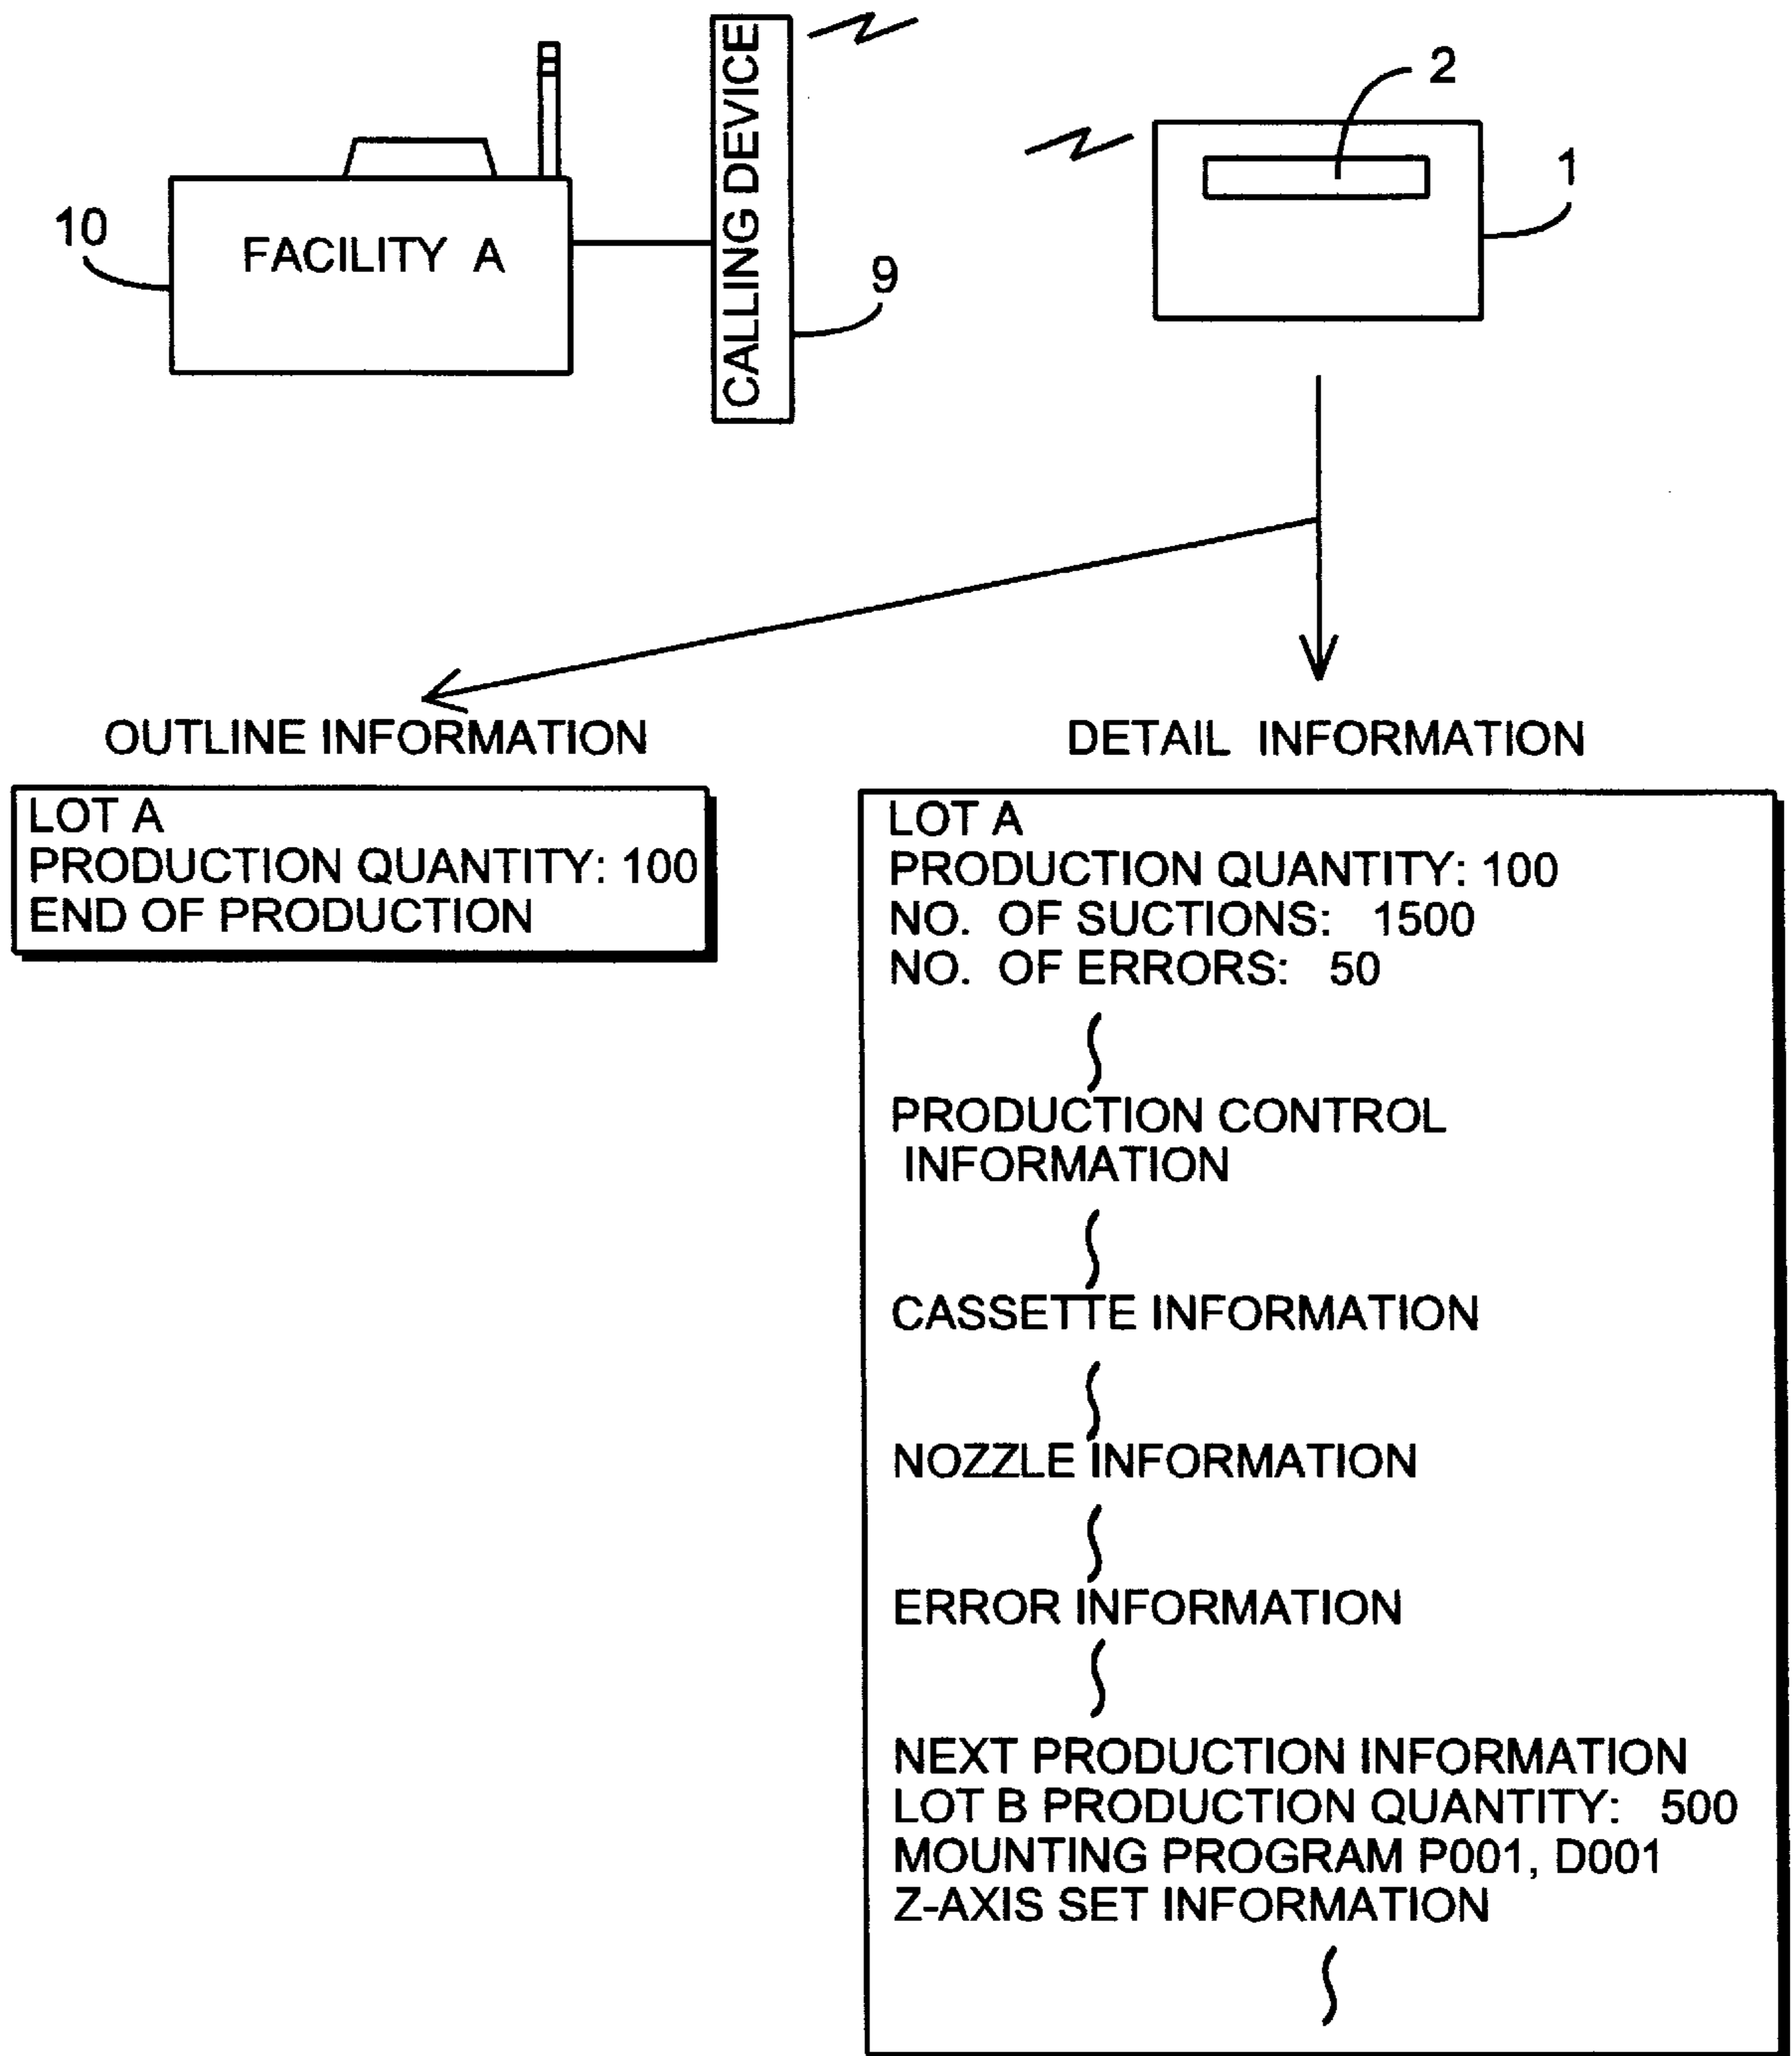 CALLING DEVICE
2
1
10
FACILITY A
9
OUTLINE INFORMATION
LOT A
PRODUCTION QUANTITY: 100
END OF PRODUCTION
DETAIL INFORMATION
LOT A
PRODUCTION QUANTITY: 100
NO. OF SUCTIONS: 1500
NO. OF ERRORS: 50
PRODUCTION CONTROL
INFORMATION
CASSETTE INFORMATION
NOZZLE INFORMATION
ERROR INFORMATION
NEXT PRODUCTION INFORMATION
LOT B PRODUCTION QUANTITY: 500
MOUNTING PROGRAM P001, D001
Z-AXIS SET INFORMATION